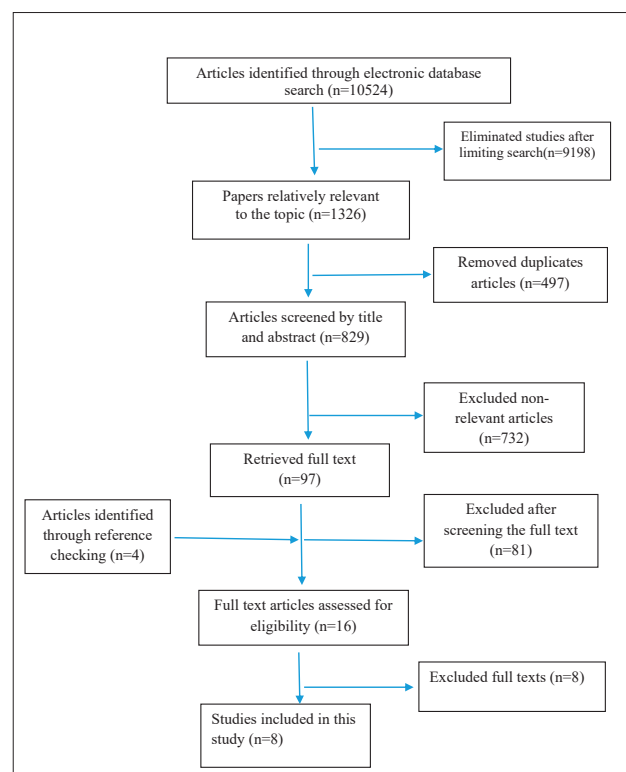 Articles identified through electronic database
search (n=10524)
Eliminated studies after
limiting search(n=9198)
Papers relatively relevant
to the topic (n=1326)
Removed duplicates
articles (n=497)
Articles screened by title
and abstract (n=829)
Excluded non-
relevant articles
(n=732)
Retrieved full text
(n=97)
Articles identified
through reference
checking (n=4)
Excluded after
screening the full text
(n=81)
Full text articles assessed for
eligibility (n=16)
Excluded full texts (n=8)
Studies included in this
study (n=8)